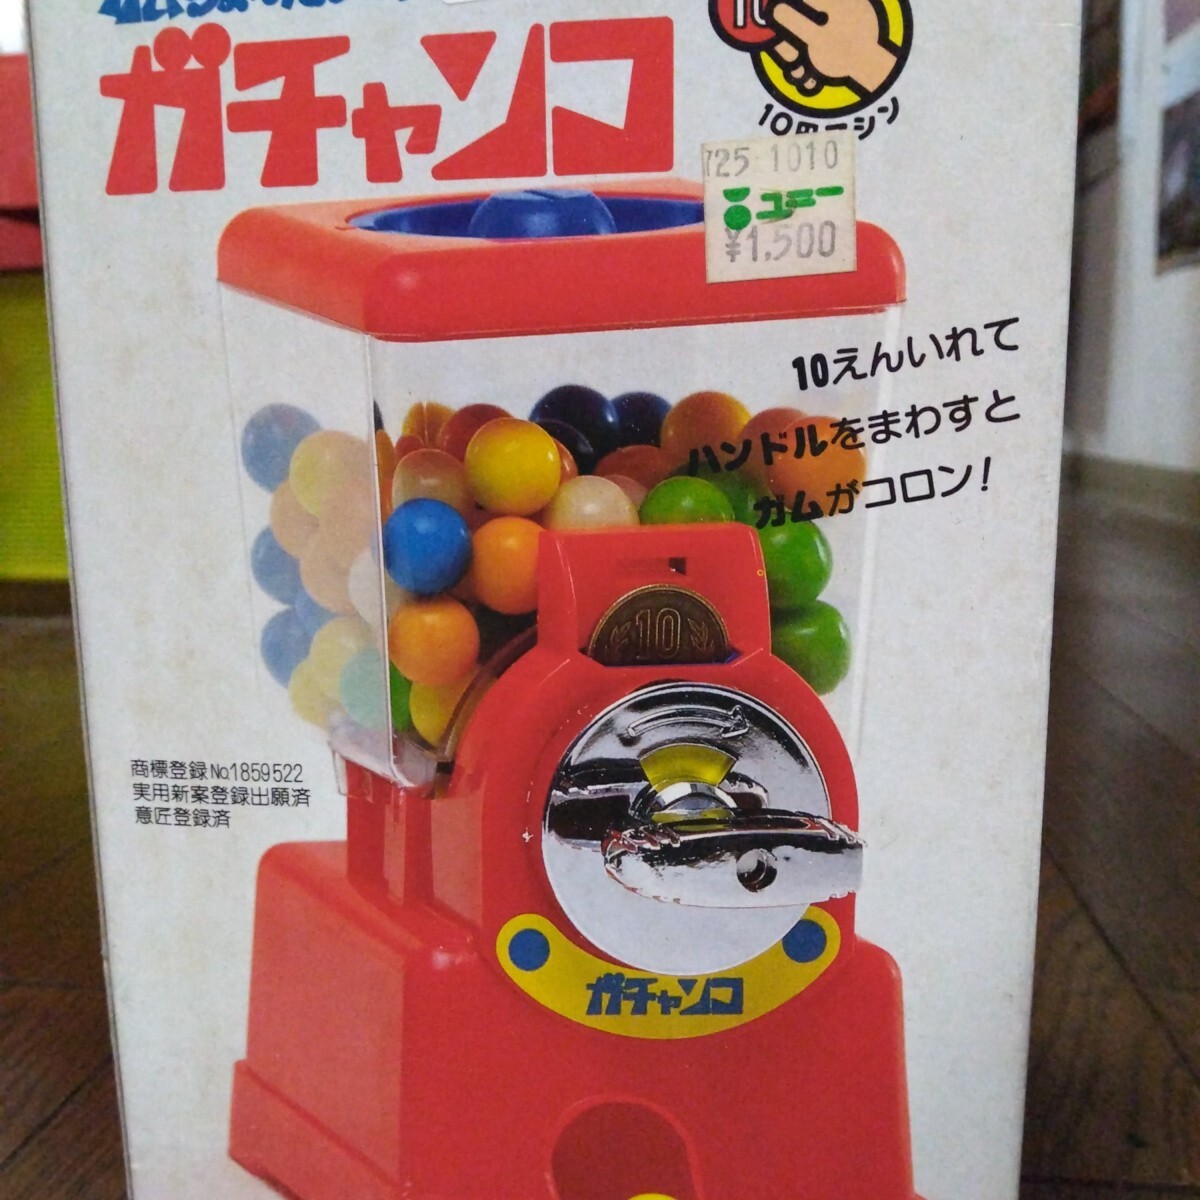 ガチャンコ
10
10円マシン
725 1010
ユニー
¥1,500
10えんいれて
ハンドルをまわすと
ガムがコロン!
10
商標登録No.1859522
実用新案登録出願済
意匠登録済
ガチャンコ